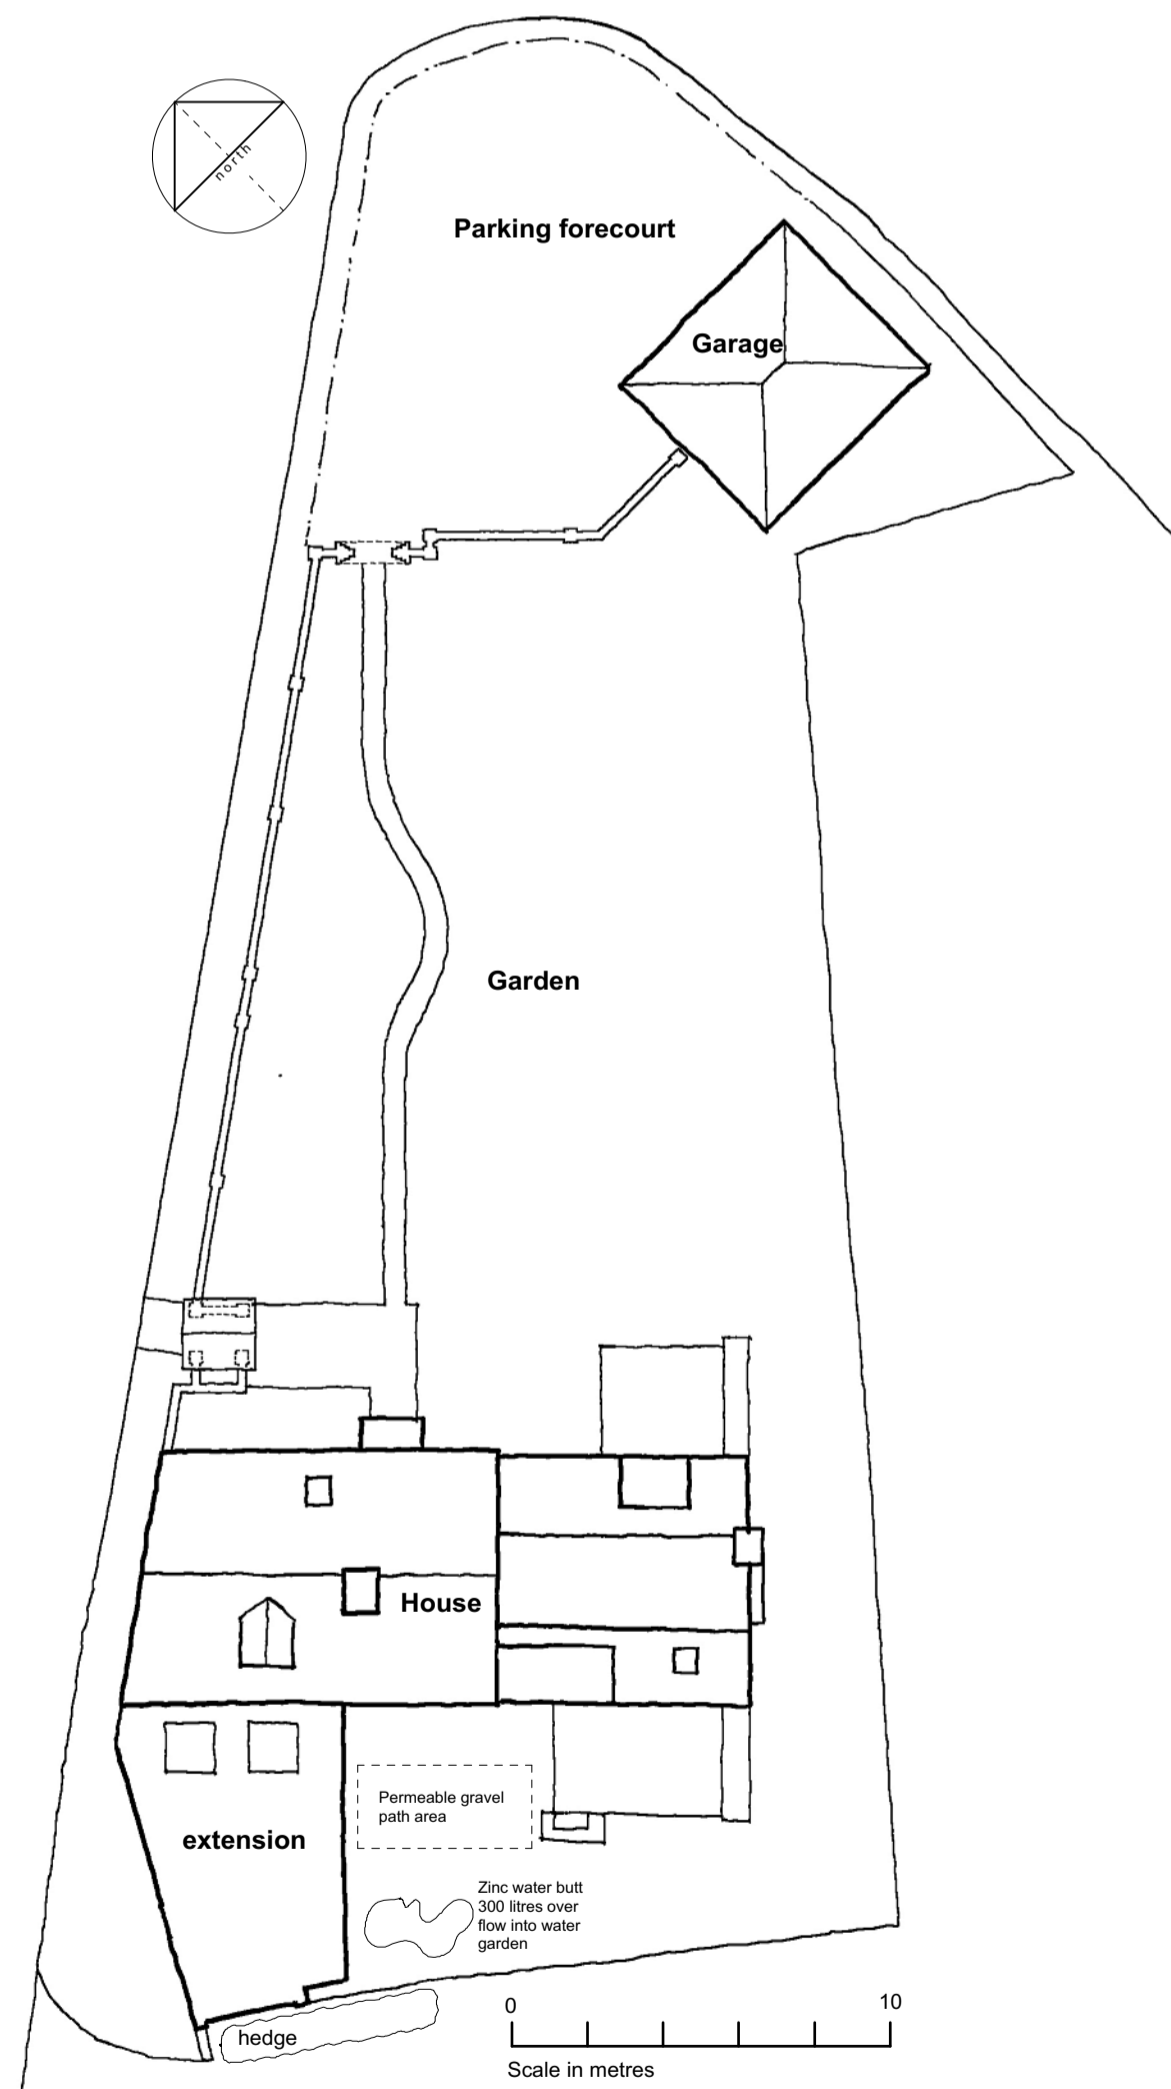 north
Parking forecourt
Garage
Garden
House
Permeable gravel
path area
extension
Zinc water butt
300 litres over
flow into water
garden
hedge
0 10
Scale in metres